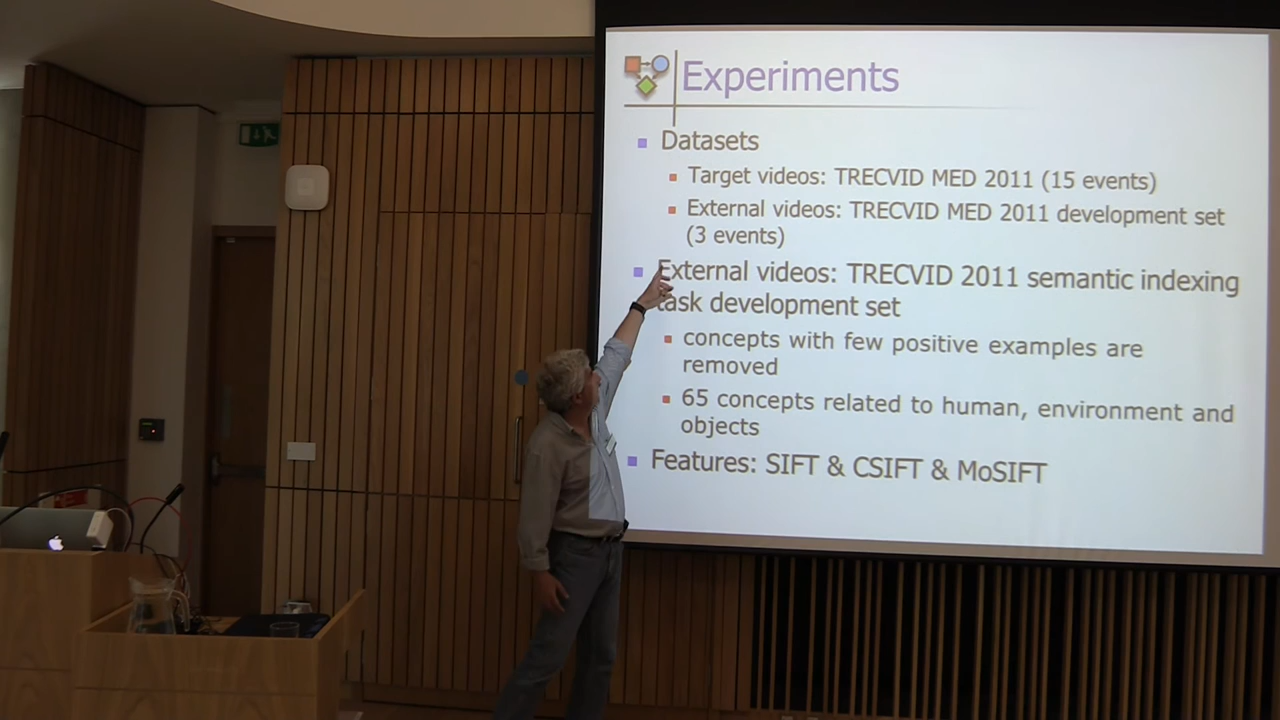 Experiments
Datasets
Target videos: TRECVID MED 2011 (15 events)
External videos: TRECVID MED 2011 development set
(3 events)
External videos: TRECVID 2011 semantic indexing
task development set
concepts with few positive examples are
removed
65 concepts related to human, environment and
objects
Features: SIFT & CSIFT & MoSIFT